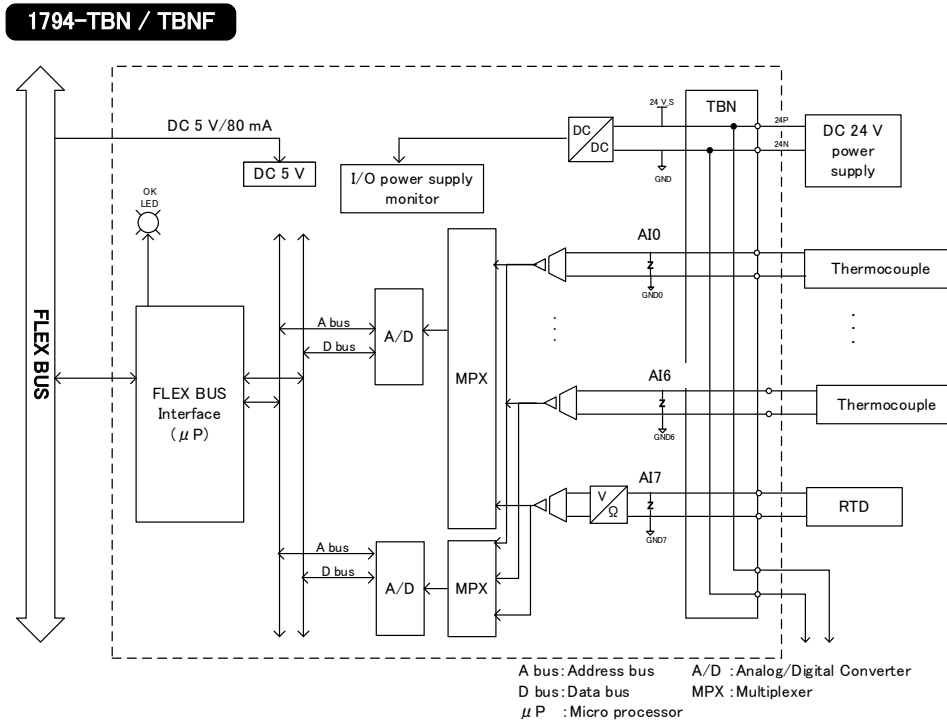 1794-TBN / TBNF
DC 5 V/80 mA
DC 5 V
OK
LED
I/O power supply
monitor
DC
DC
24 V_S
GND
TBN
24P
24N
DC 24 V
power
supply
FLEX BUS
FLEX BUS
Interface
(μ P)
A bus
D bus
A/D
MPX
AI0
GND0
Thermocouple
AI6
GND6
Thermocouple
AI7
V
Ω
GND7
RTD
A bus
D bus
A/D
MPX
A bus:Address bus
A/D :Analog/Digital Converter
D bus:Data bus
MPX :Multiplexer
μ P :Micro processor